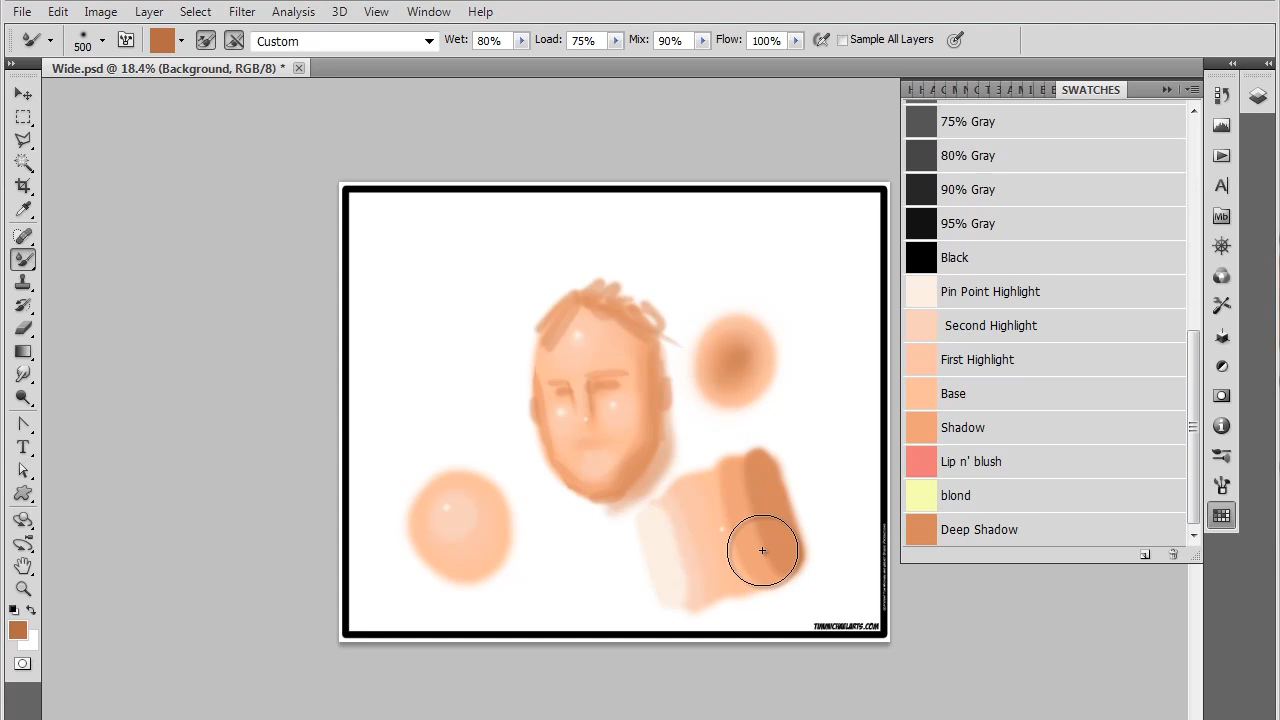 File Edit Image Layer Select Filter Analysis 3D View Window Help
500 Custom Wet: 80% Load: 75% Mix: 90% Flow: 100% Sample All Layers
Wide.psd @ 18.4% (Background, RGB/8) *
SWATCHES
75% Gray
80% Gray
90% Gray
95% Gray
Black
Pin Point Highlight
Second Highlight
First Highlight
Base
Shadow
Lip n' blush
blond
Deep Shadow
TIMMICHAELARTS.COM